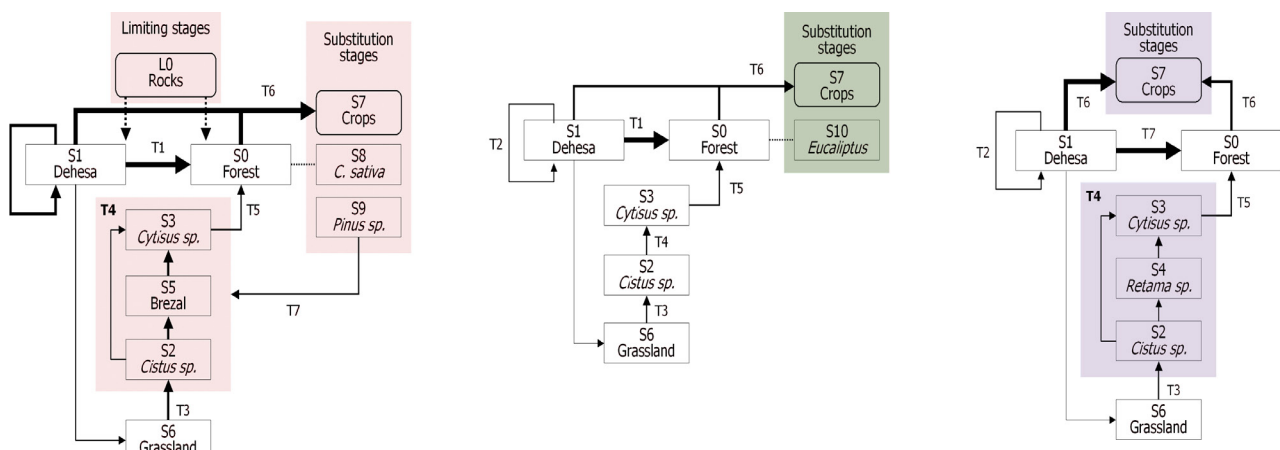 Limiting stages
L0
Rocks
Substitution
stages
T6
S7
Crops
S1
Dehesa
T1
S0
Forest
S8
C. sativa
T4
T5
S3
Cytisus sp.
S9
Pinus sp.
S5
Brezal
T7
S2
Cistus sp.
T3
S6
Grassland
Substitution
stages
T6
S7
Crops
T2
S1
Dehesa
T1
S0
Forest
S10
Eucaliptus
S3
Cytisus sp.
T5
T4
S2
Cistus sp.
T3
S6
Grassland
Substitution
stages
S7
Crops
T6
T6
T2
S1
Dehesa
T7
S0
Forest
T4
T5
S3
Cytisus sp.
S4
Retama sp.
S2
Cistus sp.
T3
S6
Grassland